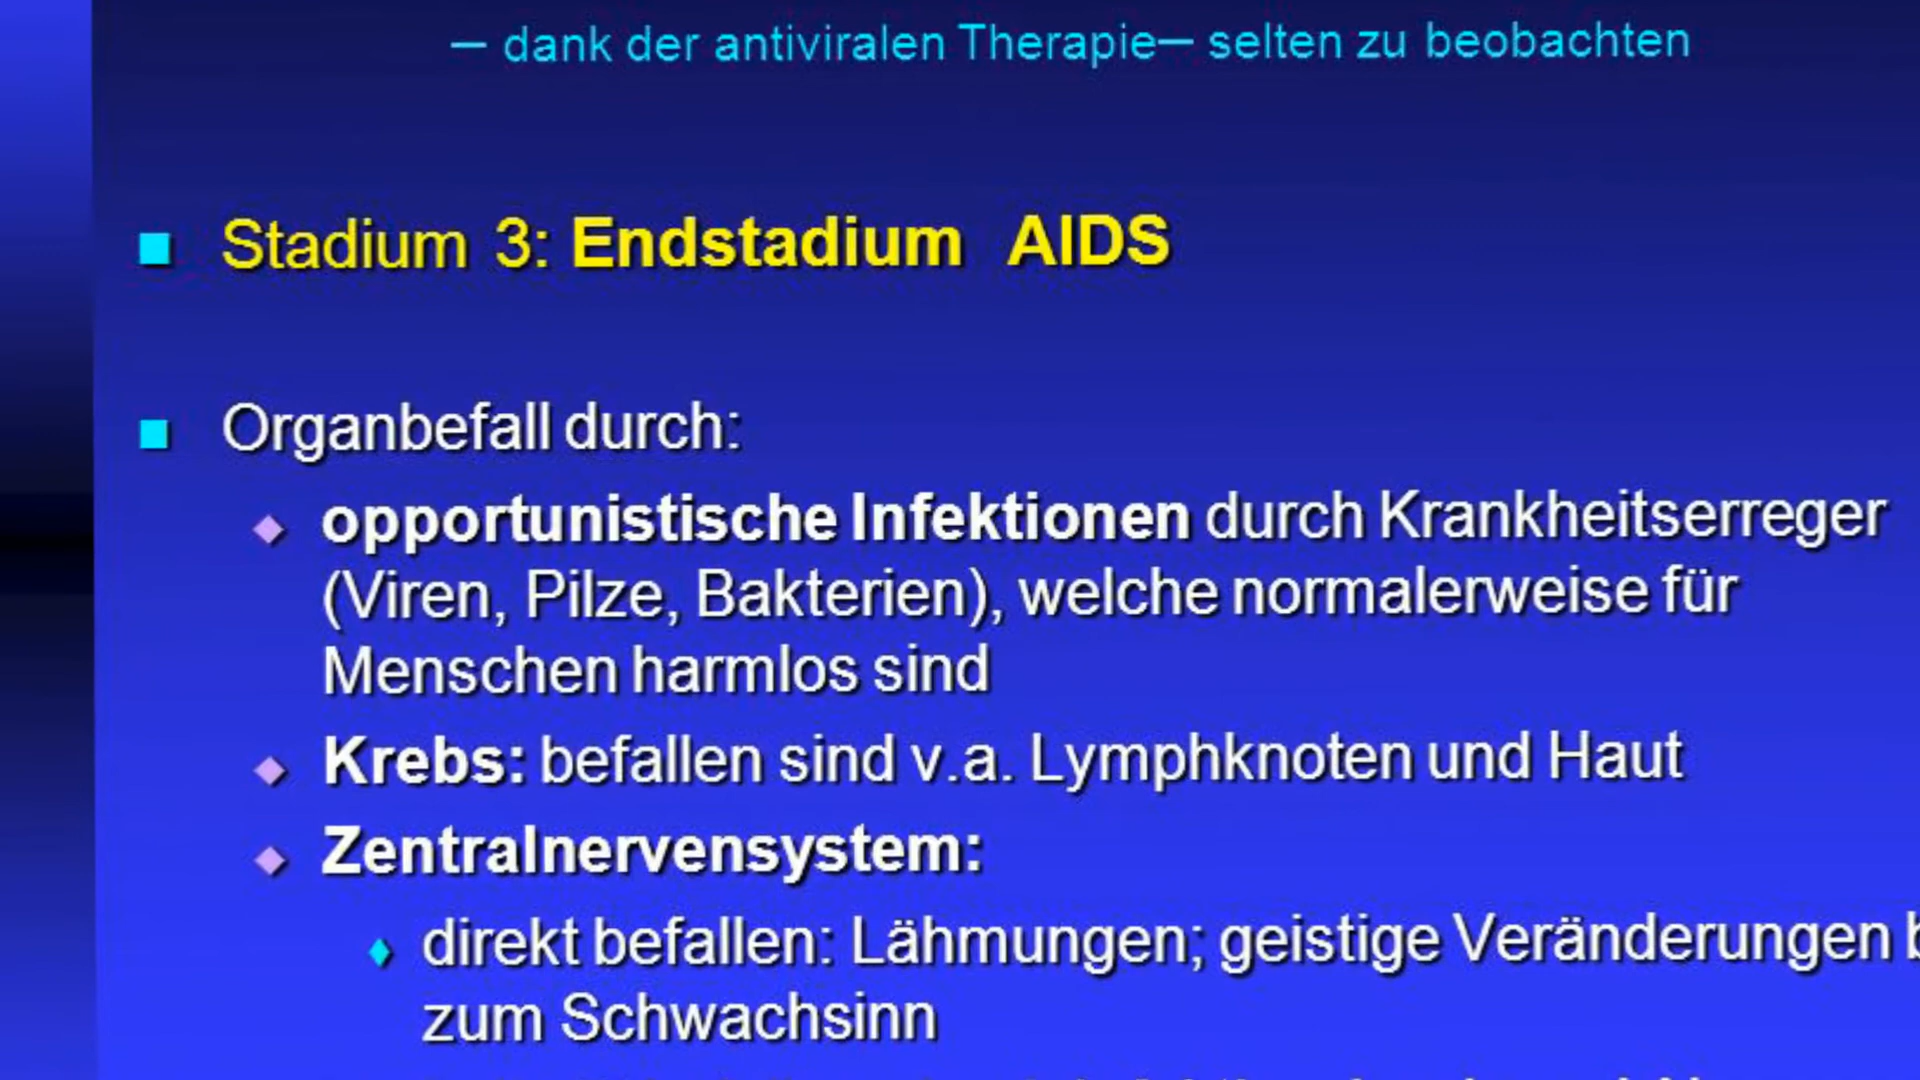 — dank der antiviralen Therapie— selten zu beobachten
Stadium 3: Endstadium AIDS
Organbefall durch:
opportunistische Infektionen durch Krankheitserreger
(Viren, Pilze, Bakterien), welche normalerweise für
Menschen harmlos sind
Krebs: befallen sind v.a. Lymphknoten und Haut
Zentralnervensystem:
direkt befallen: Lähmungen; geistige Veränderungen
zum Schwachsinn